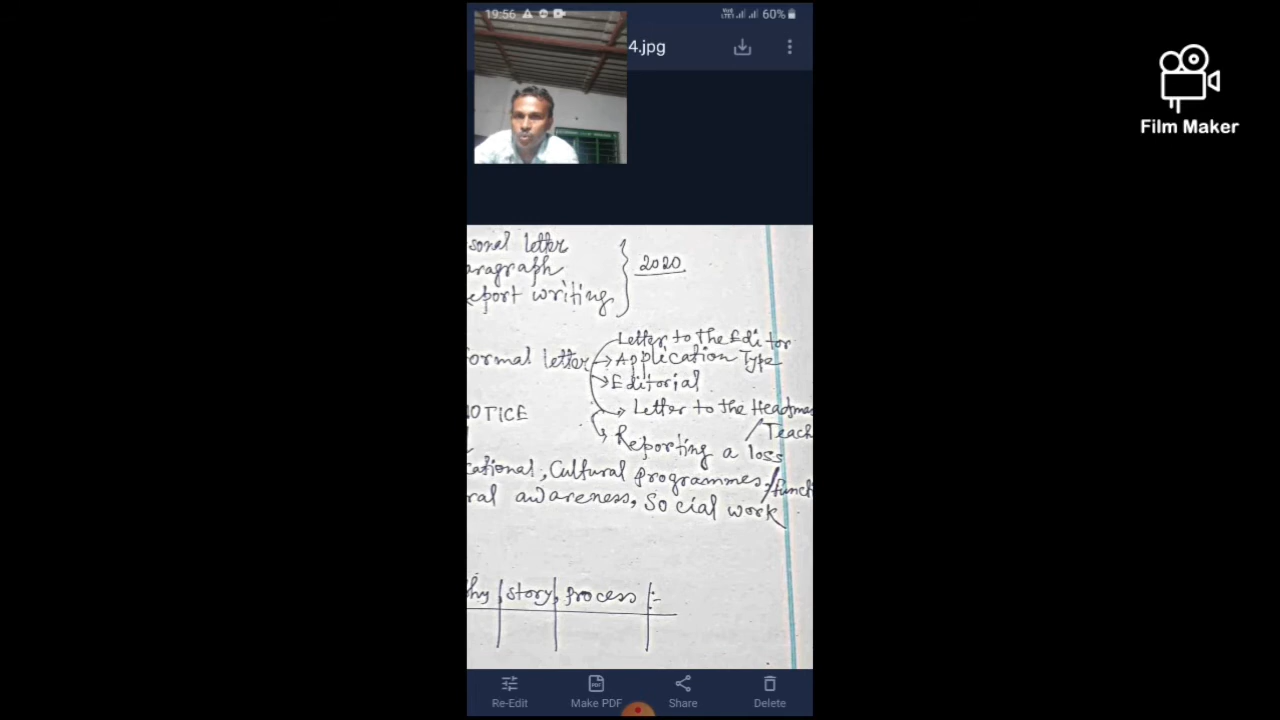 19:56 60%
4.jpg
Film Maker
sonal letter
aragraph
eport writing
2020
Letter to the Editor
ormal letter → Application Type
→ Editorial
OTICE → Letter to the Headmas
/Teach
→ Reporting a loss
cational, Cultural programmes,/funct
ral awareness, Social work
hy, story, process :-
Re-Edit Make PDF Share Delete